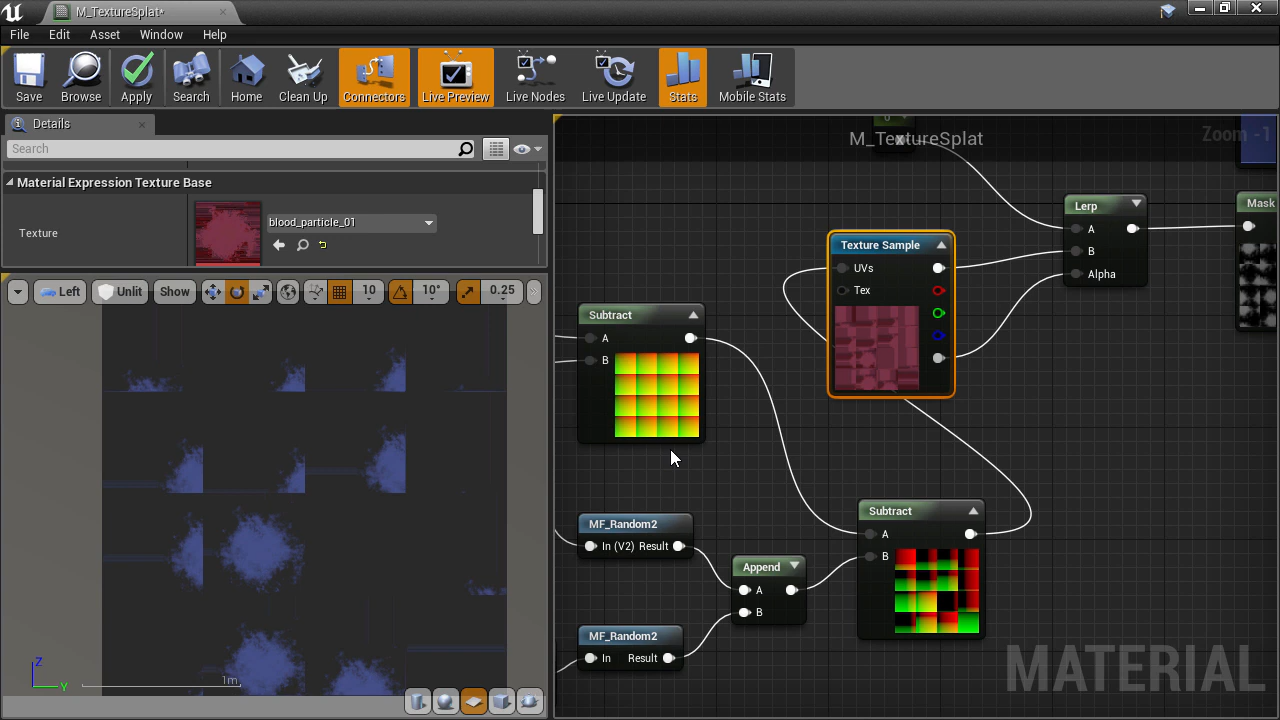 M_TextureSplat*
File Edit Asset Window Help
Save Browse Apply Search Home Clean Up Connectors Live Preview Live Nodes Live Update Stats Mobile Stats
Details
Search
Material Expression Texture Base
Texture
blood_particle_01
Left Unlit Show 10 10° 0.25
Z
Y
1m
M_TextureSplat
Zoom -1
0
Lerp
A
B
Alpha
Mask
Texture Sample
UVs
Tex
Subtract
A
B
MF_Random2
In (V2) Result
Append
A
B
MF_Random2
In Result
Subtract
A
B
MATERIAL